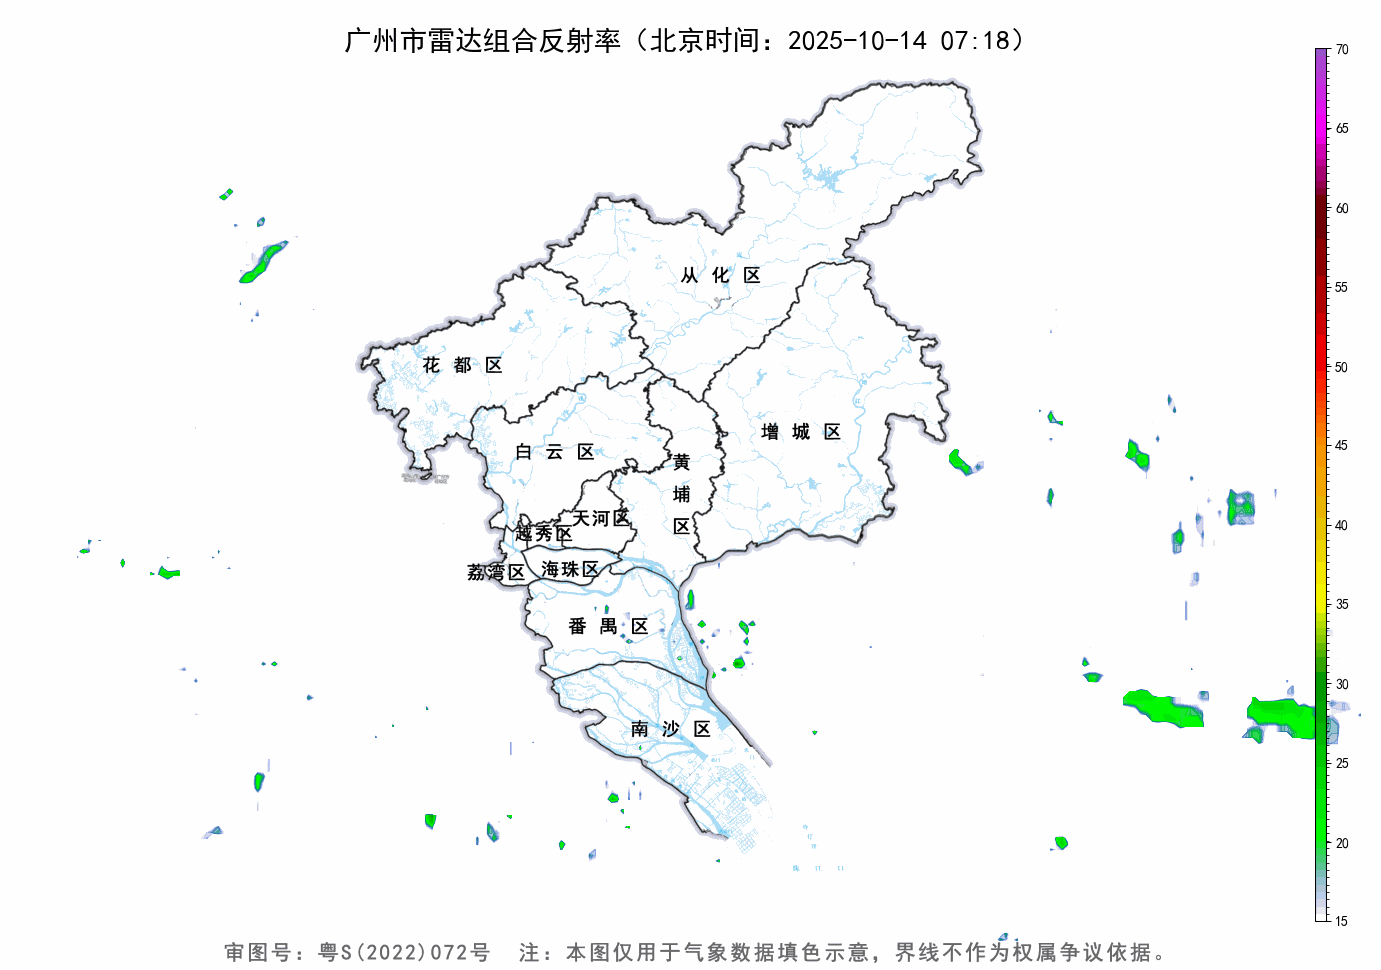 广州市雷达组合反射率（北京时间：2025-10-14 07:18）
70
65
60
55
50
45
40
35
30
25
20
15
从化区
花都区
增城区
白云区
黄埔区
天河区
越秀区
荔湾区
海珠区
番禺区
南沙区
审图号：粤S(2022)072号 注：本图仅用于气象数据填色示意，界线不作为权属争议依据。